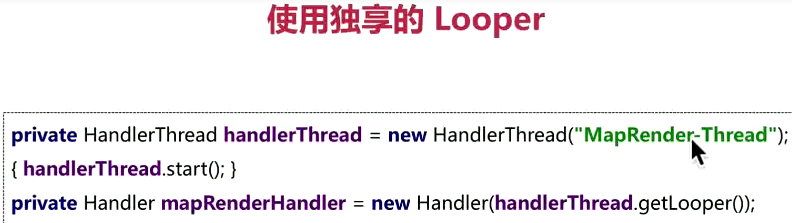 使用独享的 Looper
private HandlerThread handlerThread = new HandlerThread("MapRender-Thread");
{ handlerThread.start(); }
private Handler mapRenderHandler = new Handler(handlerThread.getLooper());